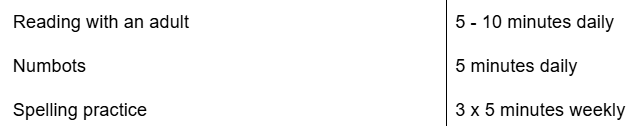 Reading with an adult 5 - 10 minutes daily
Numbots 5 minutes daily
Spelling practice 3 x 5 minutes weekly